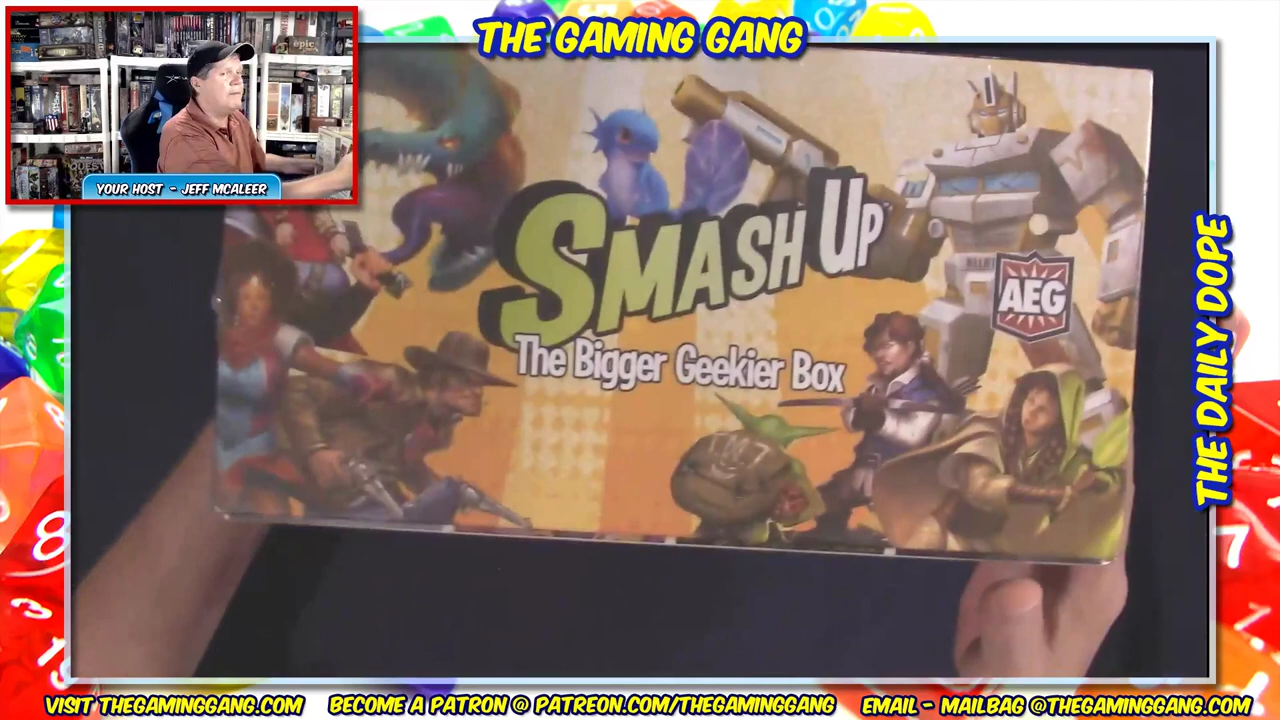 THE GAMING GANG
YOUR HOST - JEFF MCALEER
SMASH UP
The Bigger Geekier Box
AEG
THE DAILY DOPE
VISIT THEGAMINGGANG.COM
BECOME A PATRON @ PATREON.COM/THEGAMINGGANG
EMAIL - MAILBAG @THEGAMINGGANG.COM
epic